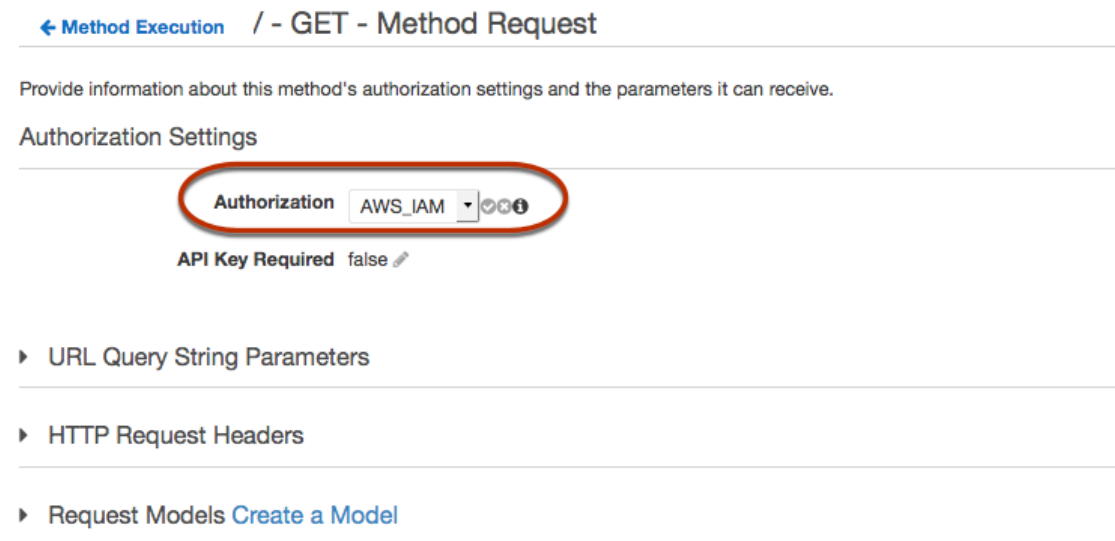 Method Execution / - GET - Method Request
Provide information about this method's authorization settings and the parameters it can receive.
Authorization Settings
Authorization AWS_IAM
API Key Required false
URL Query String Parameters
HTTP Request Headers
Request Models Create a Model